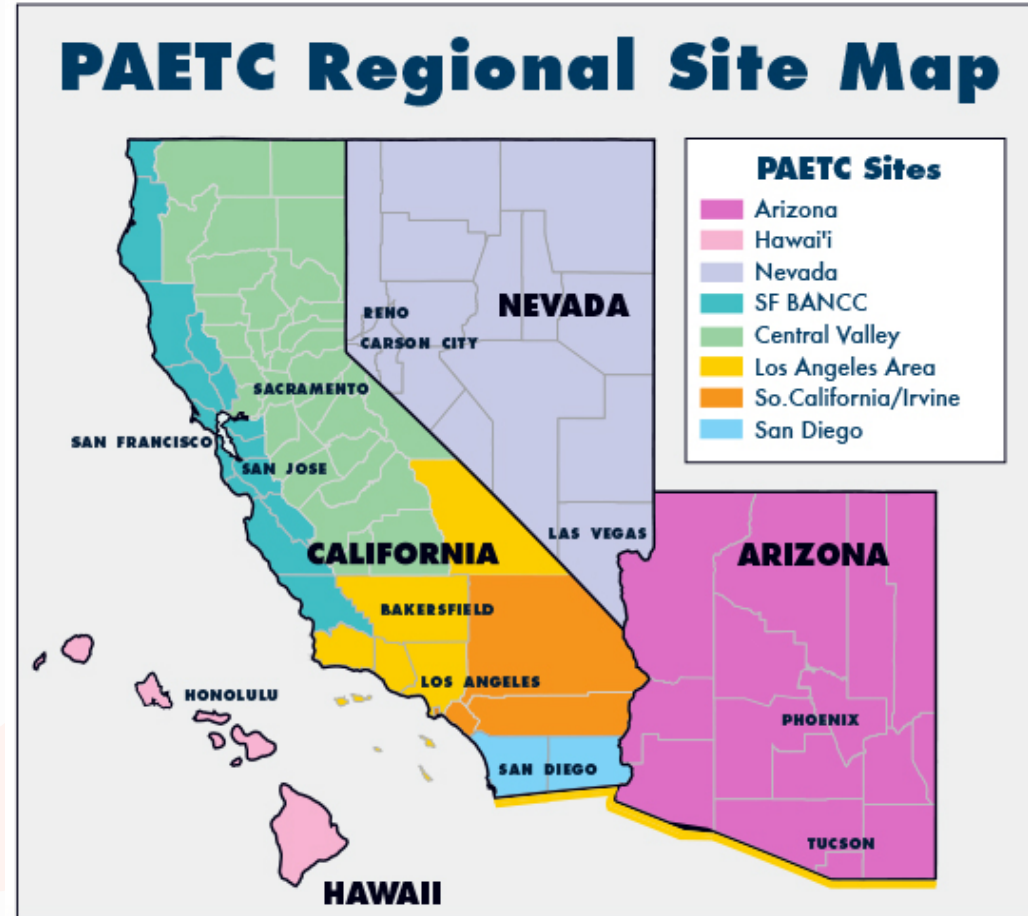 PAETC Regional Site Map
PAETC Sites
Arizona
Hawai'i
Nevada
SF BANCC
Central Valley
Los Angeles Area
So.California/Irvine
San Diego
NEVADA
RENO
CARSON CITY
SACRAMENTO
SAN FRANCISCO
SAN JOSE
LAS VEGAS
CALIFORNIA
ARIZONA
BAKERSFIELD
LOS ANGELES
HONOLULU
PHOENIX
SAN DIEGO
TUCSON
HAWAII